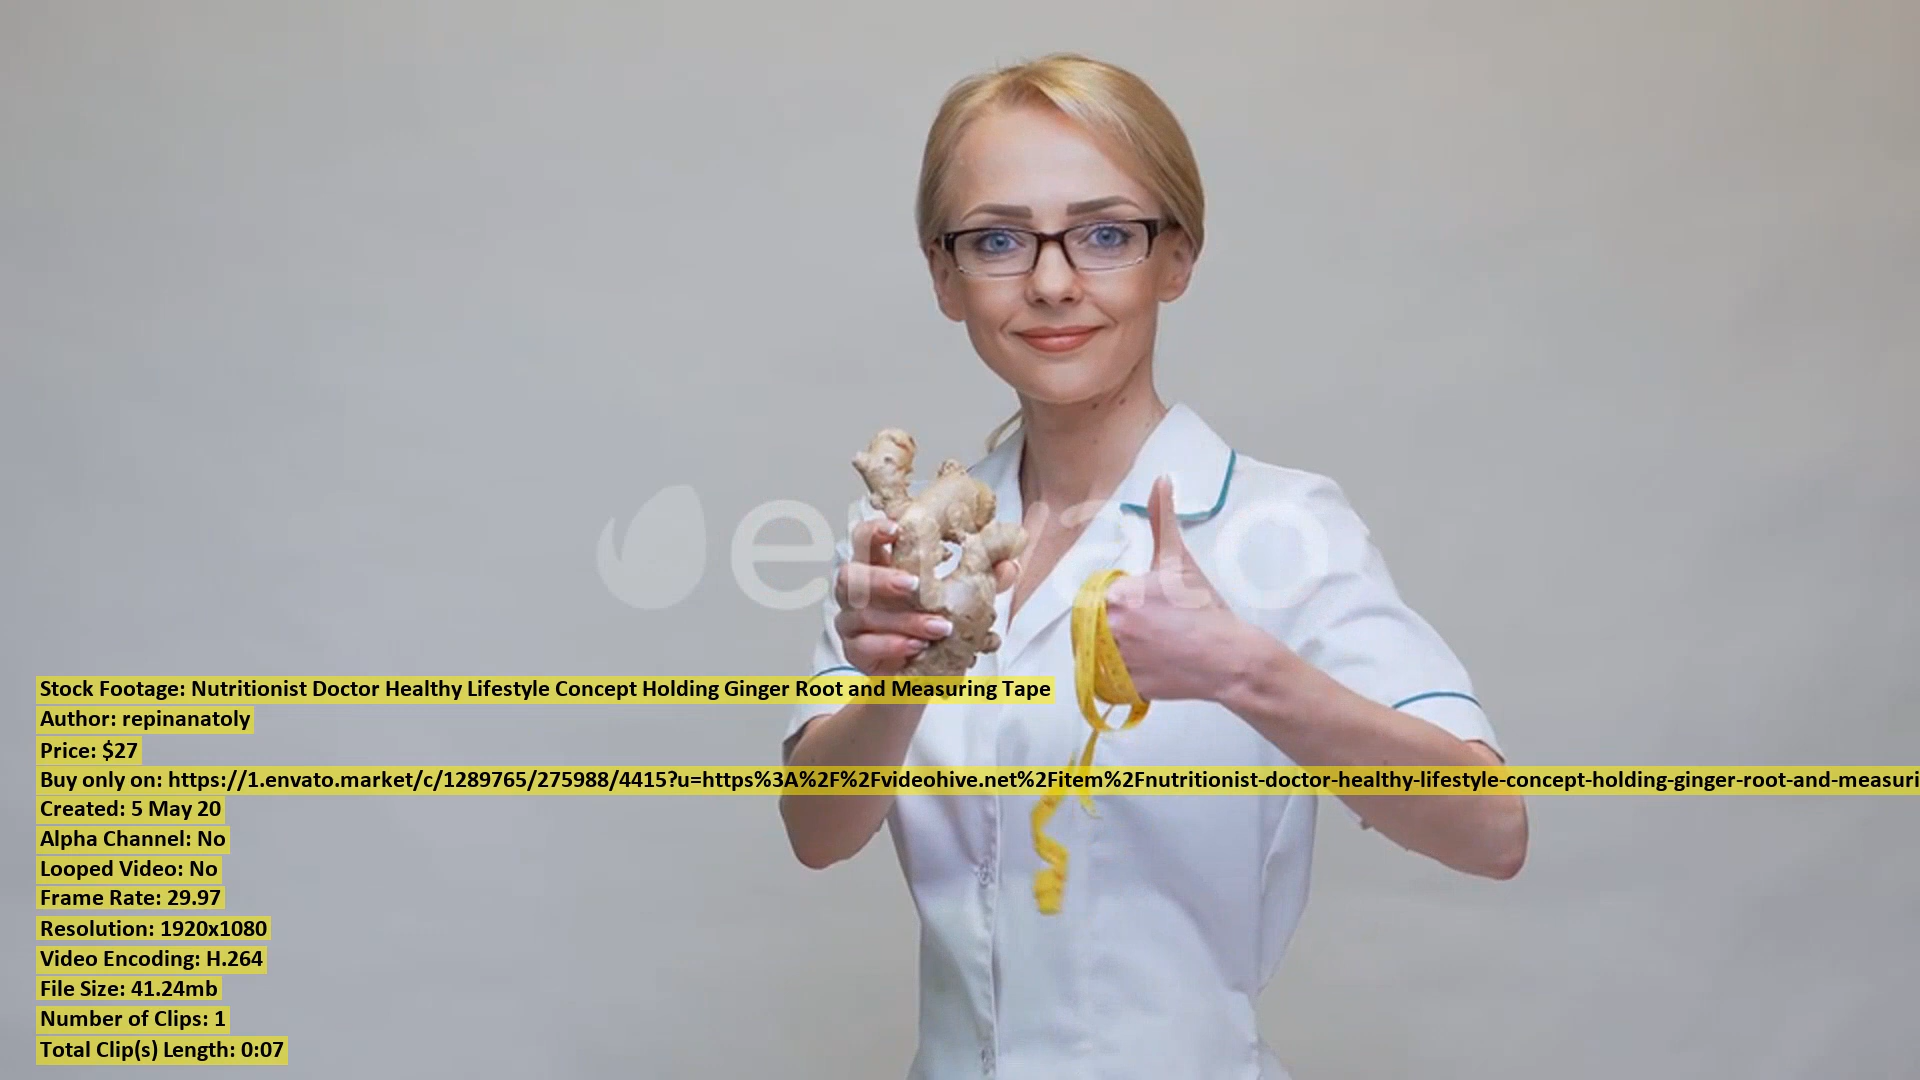 envato
Stock Footage: Nutritionist Doctor Healthy Lifestyle Concept Holding Ginger Root and Measuring Tape
Author: repinanatoly
Price: $27
Buy only on: https://1.envato.market/c/1289765/275988/4415?u=https%3A%2F%2Fvideohive.net%2Fitem%2Fnutritionist-doctor-healthy-lifestyle-concept-holding-ginger-root-and-measuri
Created: 5 May 20
Alpha Channel: No
Looped Video: No
Frame Rate: 29.97
Resolution: 1920x1080
Video Encoding: H.264
File Size: 41.24mb
Number of Clips: 1
Total Clip(s) Length: 0:07